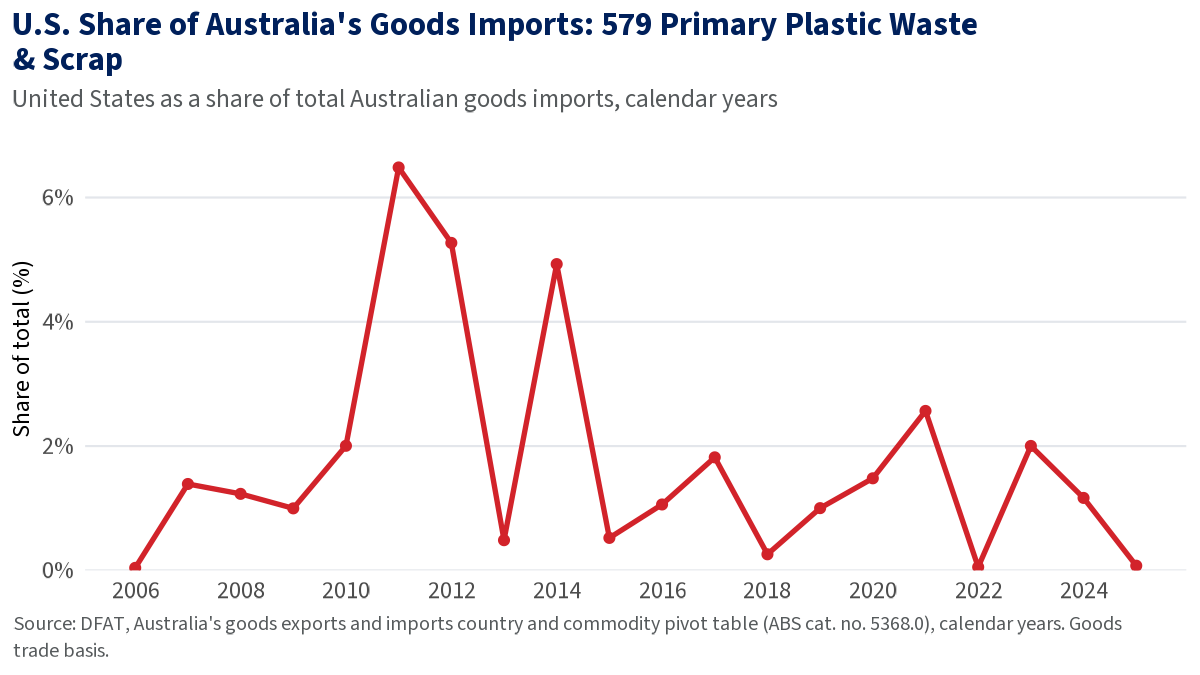 U.S. Share of Australia's Goods Imports: 579 Primary Plastic Waste
& Scrap
United States as a share of total Australian goods imports, calendar years
Share of total (%)
6%
4%
2%
0%
2006 2008 2010 2012 2014 2016 2018 2020 2022 2024
Source: DFAT, Australia's goods exports and imports country and commodity pivot table (ABS cat. no. 5368.0), calendar years. Goods
trade basis.